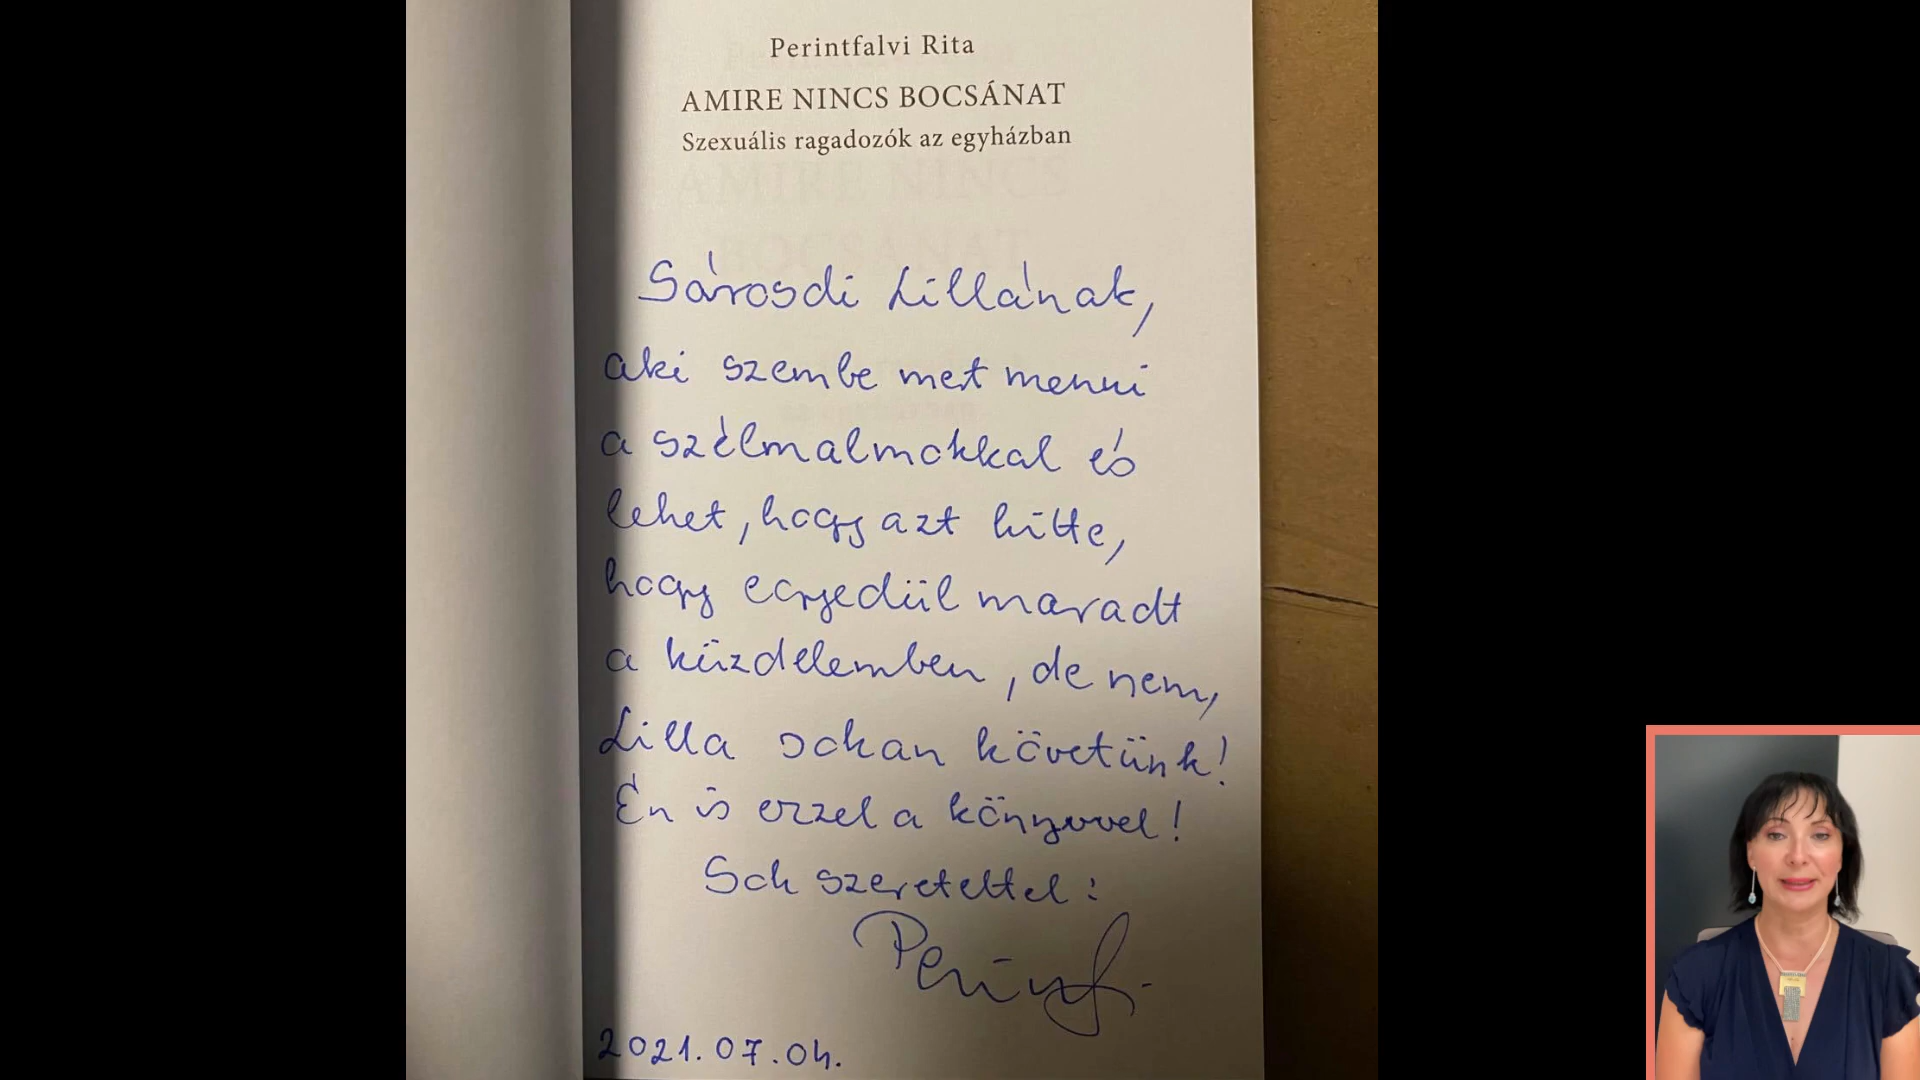 Perintfalvi Rita
AMIRE NINCS BOCSÁNAT
Szexuális ragadozók az egyházban
Sárosdi Lillának,
aki szembe mert menni
a szélmalmokkal és
lehet, hogy azt hitte,
hogy egyedül maradt
a küzdelemben, de nem,
Lilla sokan követünk!
Én is ezzel a könyvvel!
Sok szeretettel:
Perintf.
2021.07.04.